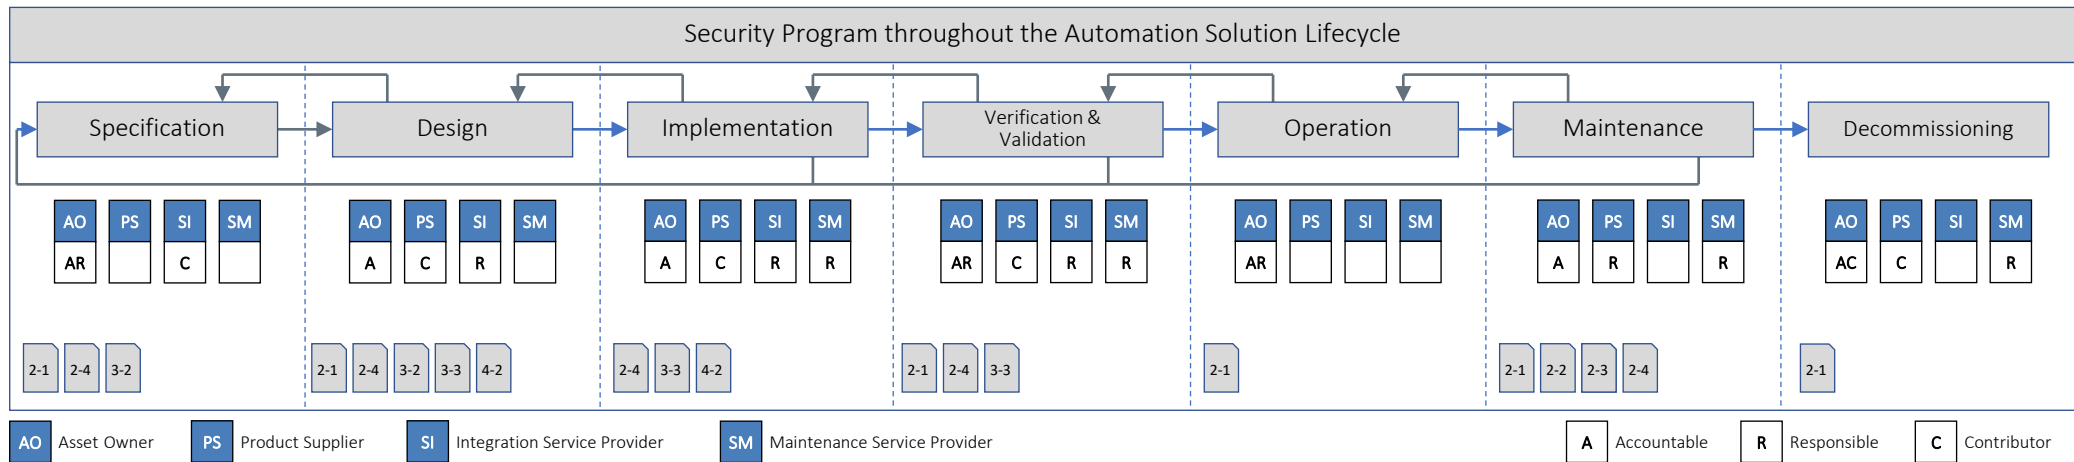 Security Program throughout the Automation Solution Lifecycle
Specification
Design
Implementation
Verification &
Validation
Operation
Maintenance
Decommissioning
AO PS SI SM
AR C
AO PS SI SM
A C R
AO PS SI SM
A C R R
AO PS SI SM
AR C R R
AO PS SI SM
AR
AO PS SI SM
A R R
AO PS SI SM
AC C R
2-1 2-4 3-2
2-1 2-4 3-2 3-3 4-2
2-4 3-3 4-2
2-1 2-4 3-3
2-1
2-1 2-2 2-3 2-4
2-1
AO Asset Owner
PS Product Supplier
SI Integration Service Provider
SM Maintenance Service Provider
A Accountable
R Responsible
C Contributor